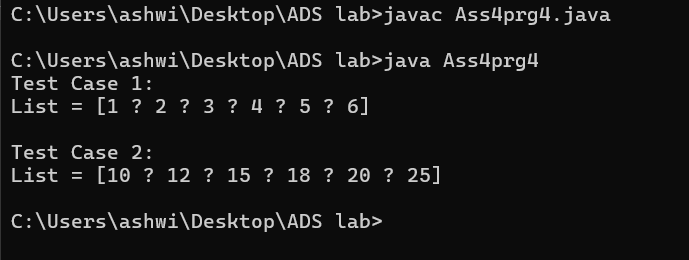 C:\Users\ashwi\Desktop\ADS lab>javac Ass4prg4.java
C:\Users\ashwi\Desktop\ADS lab>java Ass4prg4
Test Case 1:
List = [1 ? 2 ? 3 ? 4 ? 5 ? 6]
Test Case 2:
List = [10 ? 12 ? 15 ? 18 ? 20 ? 25]
C:\Users\ashwi\Desktop\ADS lab>